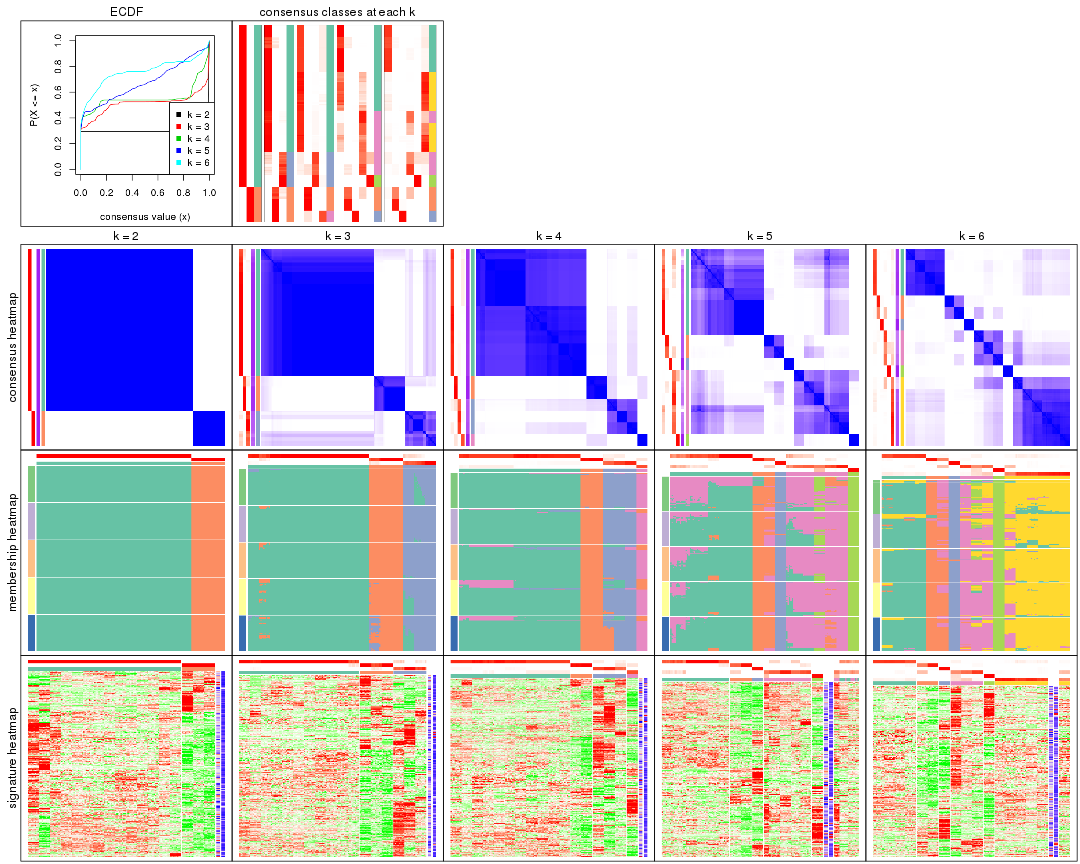 ECDF
consensus classes at each k
P(X <= x)
0.0
0.2
0.4
0.6
0.8
1.0
k = 2
k = 3
k = 4
k = 5
k = 6
0.0 0.2 0.4 0.6 0.8 1.0
consensus value (x)
k = 2
k = 3
k = 4
k = 5
k = 6
consensus heatmap
membership heatmap
signature heatmap